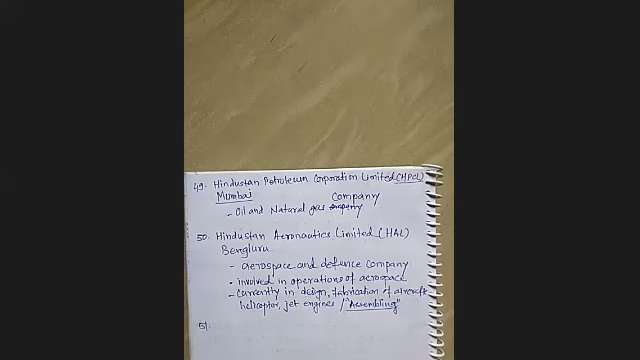 49. Hindustan Petroleum Corporation Limited (HPCL)
Mumbai
Company
- Oil and Natural gas
50. Hindustan Aeronautics Limited (HAL)
Bengluru
- aerospace and defence company
- involved in operations of aerospace
- Currently in design, fabrication of aircraft
helicoptor, jet engines / "Assembling"
51.